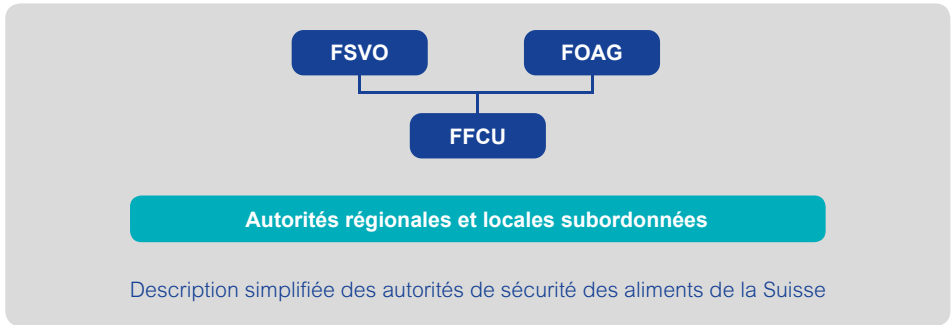 FSVO FOAG
FFCU
Autorités régionales et locales subordonnées
Description simplifiée des autorités de sécurité des aliments de la Suisse